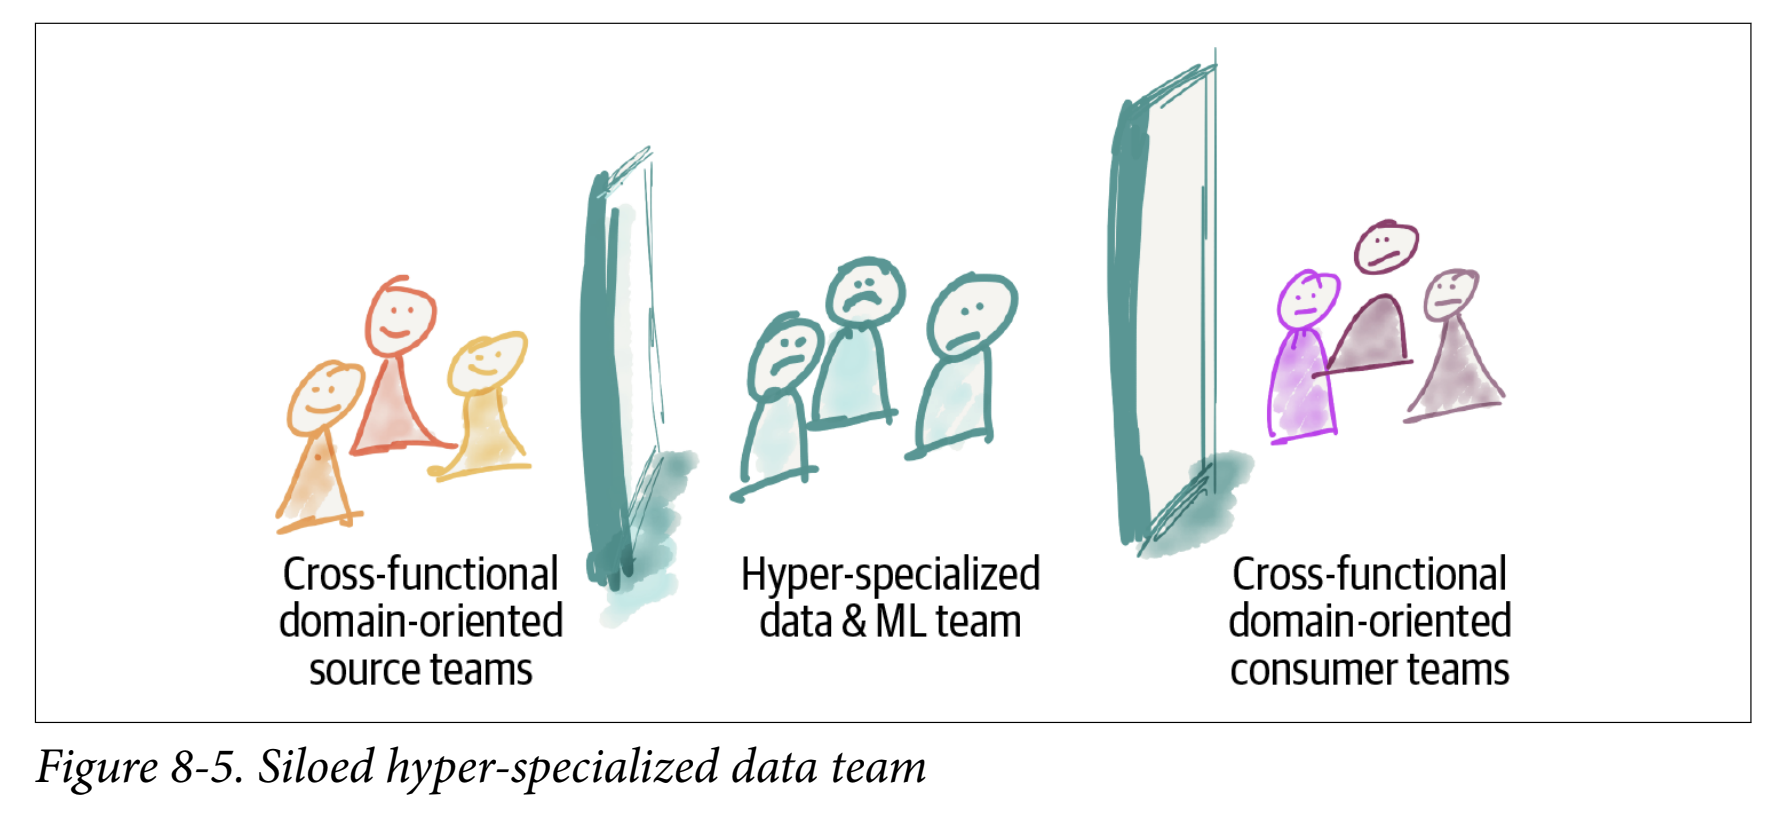 Cross-functional
domain-oriented
source teams
Hyper-specialized
data & ML team
Cross-functional
domain-oriented
consumer teams
Figure 8-5. Siloed hyper-specialized data team